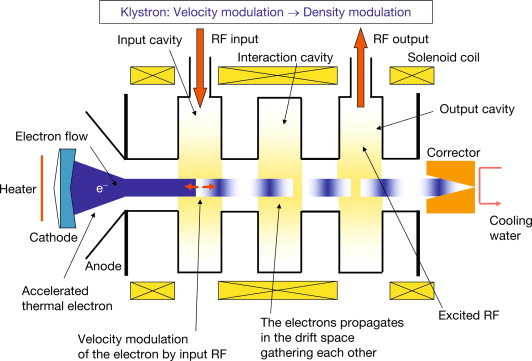 Klystron: Velocity modulation → Density modulation
Input cavity
RF input
Interaction cavity
RF output
Solenoid coil
Output cavity
Electron flow
Corrector
Heater
e⁻
Cathode
Cooling
water
Anode
Accelerated
thermal electron
Velocity modulation
of the electron by input RF
The electrons propagates
in the drift space
gathering each other
Excited RF